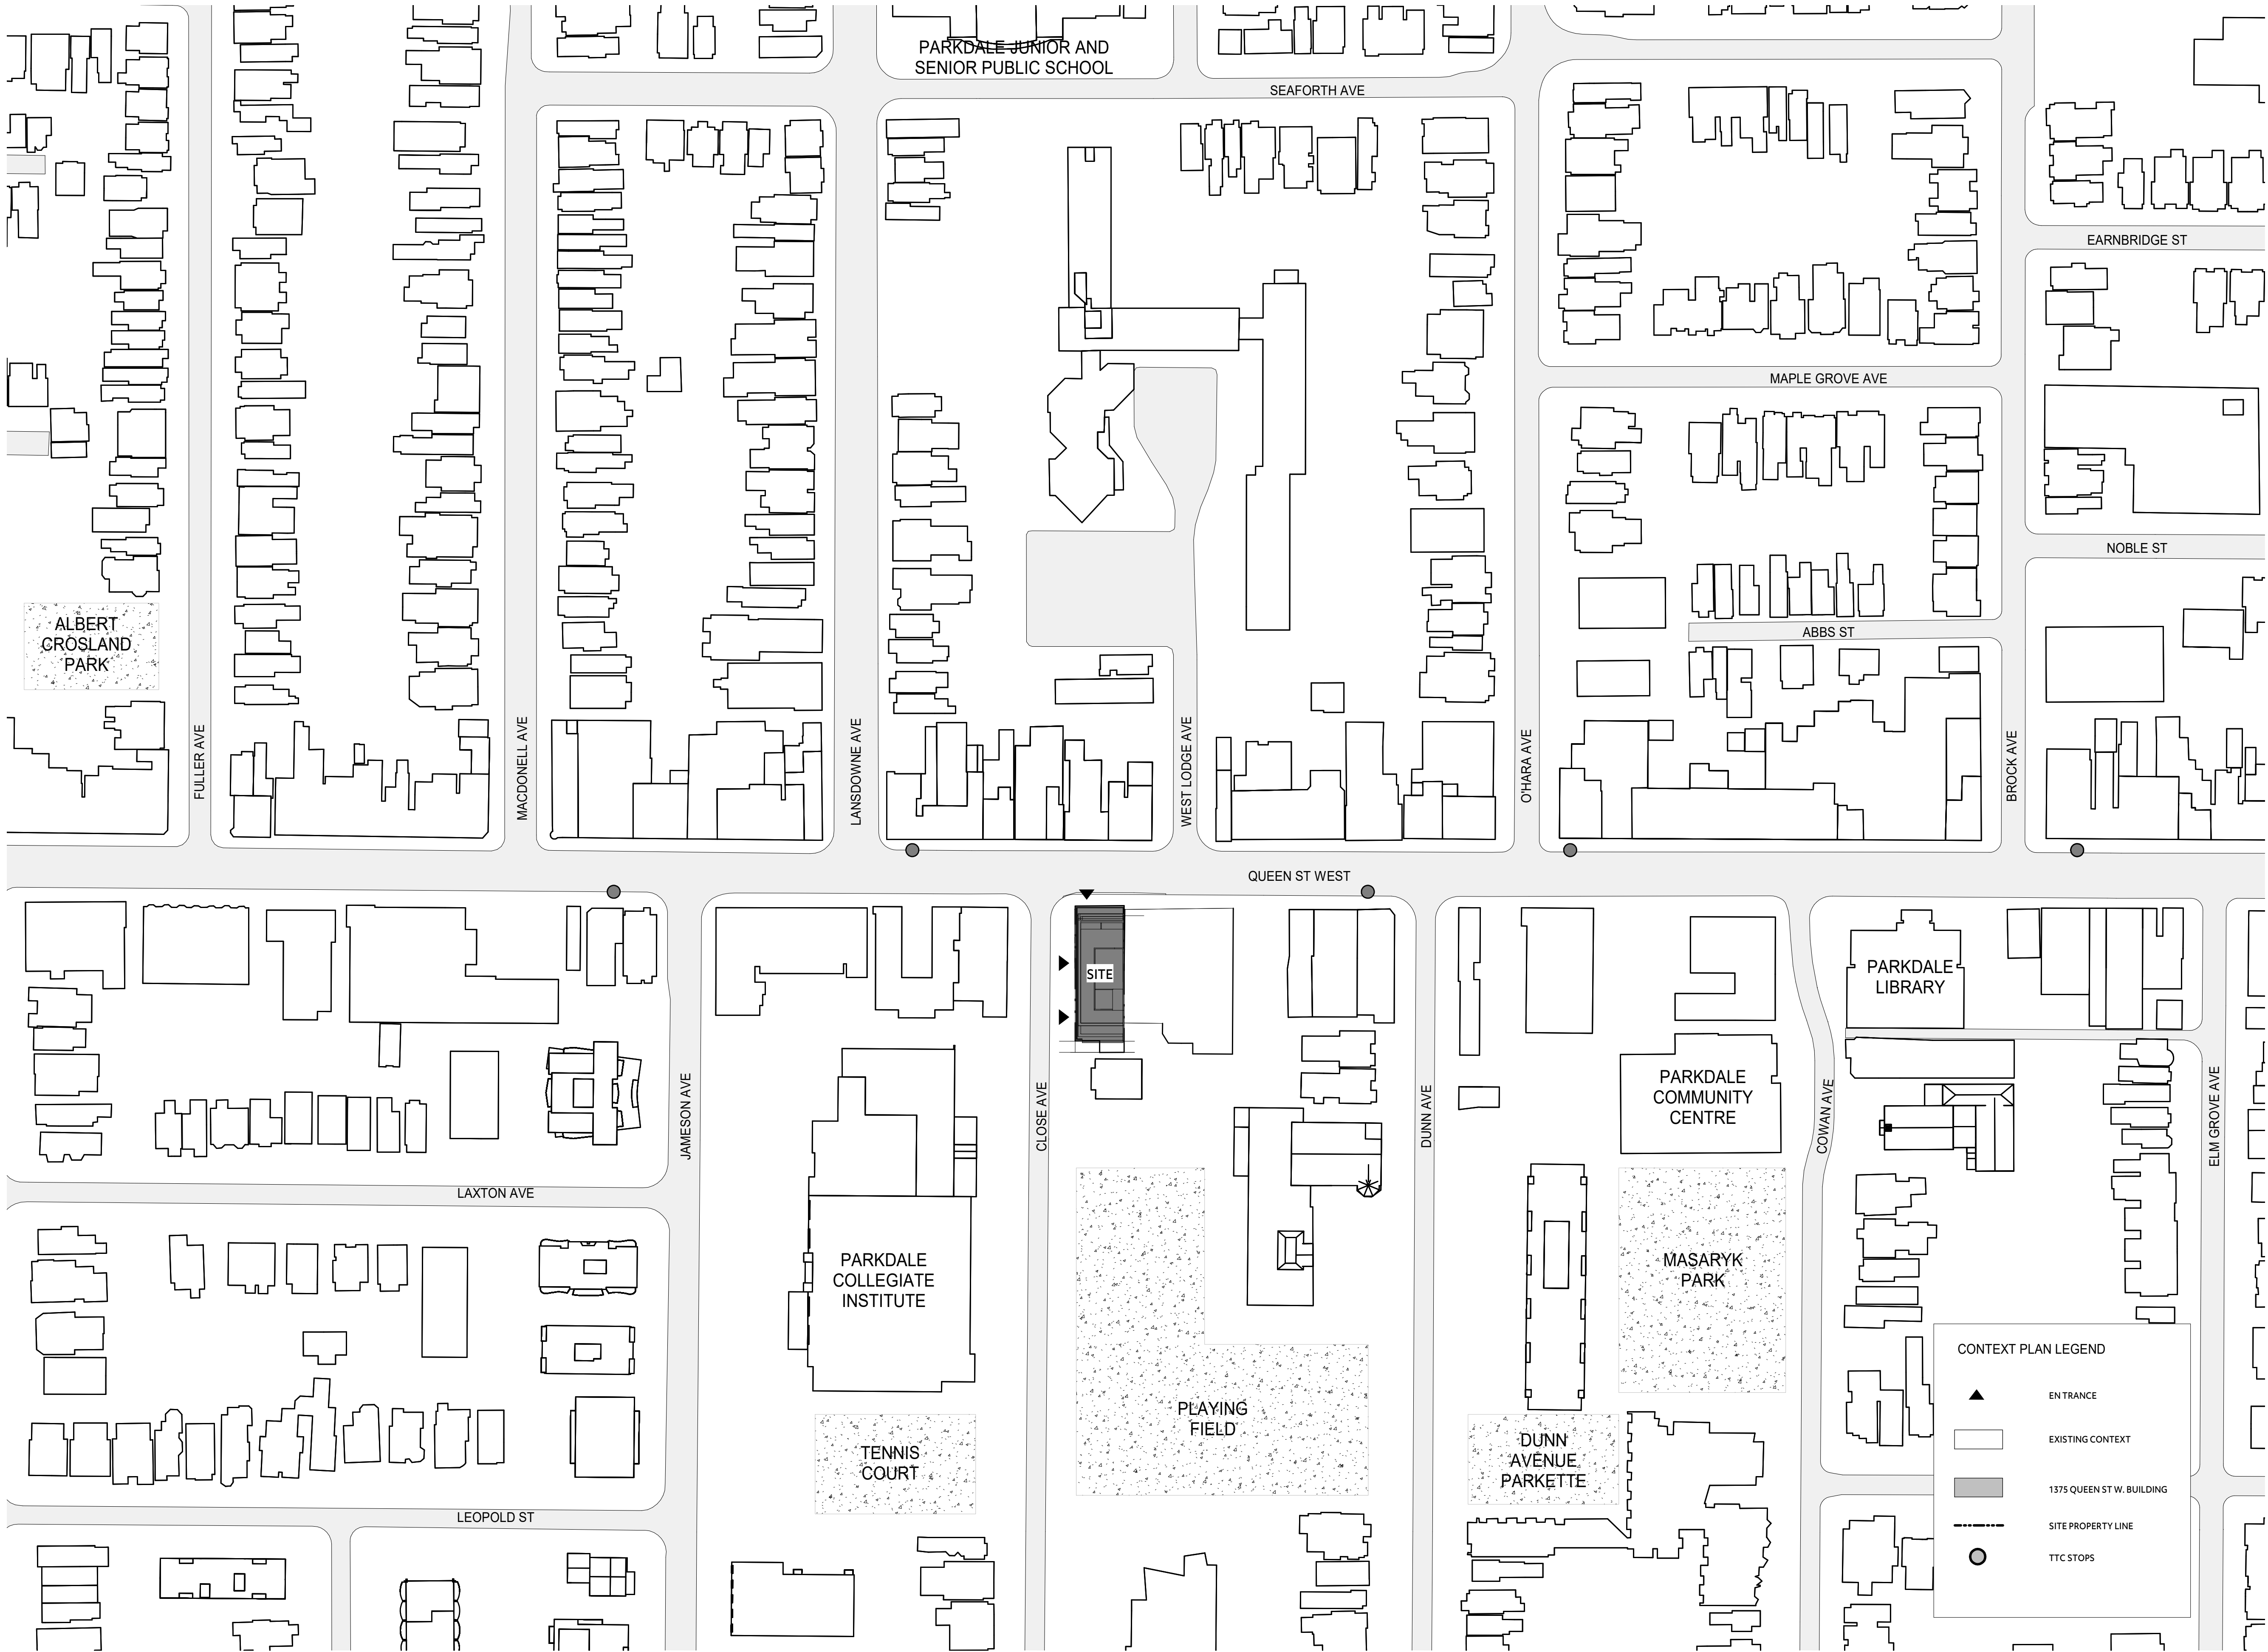 PARKDALE JUNIOR AND
SENIOR PUBLIC SCHOOL
SEAFORTH AVE
EARNBRIDGE ST
MAPLE GROVE AVE
NOBLE ST
ALBERT
CROSLAND
PARK
ABBS ST
FULLER AVE
MACDONELL AVE
LANSDOWNE AVE
WEST LODGE AVE
O'HARA AVE
BROCK AVE
QUEEN ST WEST
SITE
PARKDALE
LIBRARY
PARKDALE
COMMUNITY
CENTRE
JAMESON AVE
CLOSE AVE
DUNN AVE
COWAN AVE
ELM GROVE AVE
LAXTON AVE
PARKDALE
COLLEGIATE
INSTITUTE
MASARYK
PARK
PLAYING
FIELD
TENNIS
COURT
DUNN
AVENUE
PARKETTE
LEOPOLD ST
CONTEXT PLAN LEGEND
ENTRANCE
EXISTING CONTEXT
1375 QUEEN ST W. BUILDING
SITE PROPERTY LINE
TTC STOPS